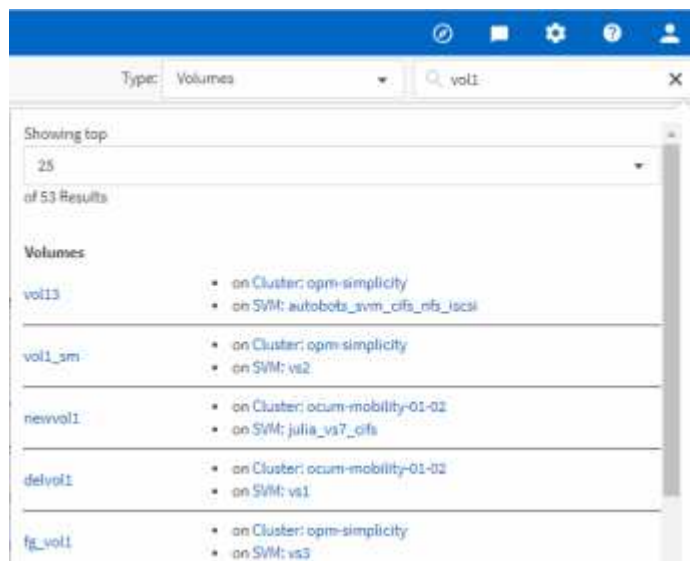 Type: Volumes vol1
Showing top
25
of 53 Results
Volumes
vol13
on Cluster: opm-simplicity
on SVM: autobots_svm_cifs_nfs_iscsi
vol1_sm
on Cluster: opm-simplicity
on SVM: vs2
newvol1
on Cluster: ocum-mobility-01-02
on SVM: julia_vs7_cifs
delvol1
on Cluster: ocum-mobility-01-02
on SVM: vs1
fg_vol1
on Cluster: opm-simplicity
on SVM: vs3